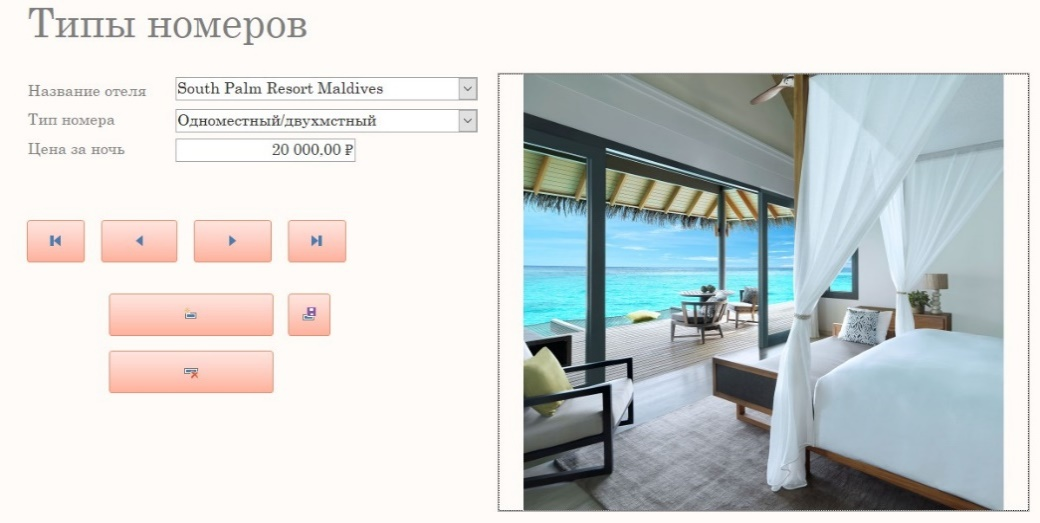 Типы номеров
Название отеля South Palm Resort Maldives
Тип номера Одноместный/двухмстный
Цена за ночь 20 000,00 ₽